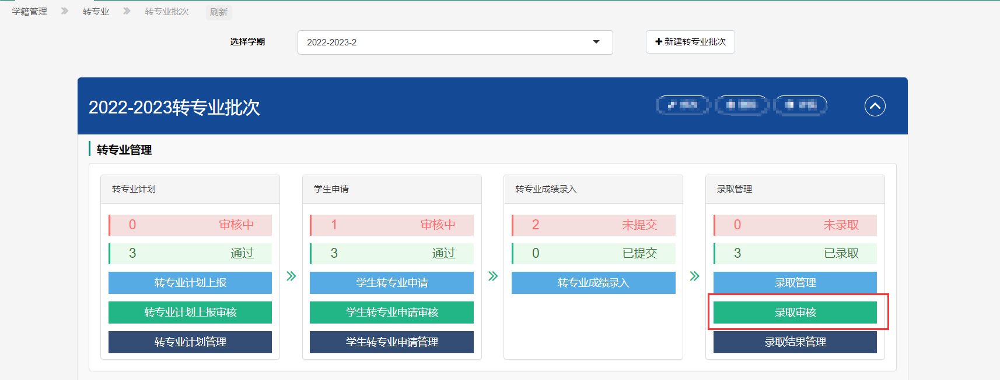 学籍管理 转专业 转专业批次 刷新
选择学期 2022-2023-2 新建转专业批次
2022-2023转专业批次
转专业管理
转专业计划
0 审核中
3 通过
转专业计划上报
转专业计划上报审核
转专业计划管理
学生申请
1 审核中
3 通过
学生转专业申请
学生转专业申请审核
学生转专业申请管理
转专业成绩录入
2 未提交
0 已提交
转专业成绩录入
录取管理
0 未录取
3 已录取
录取管理
录取审核
录取结果管理